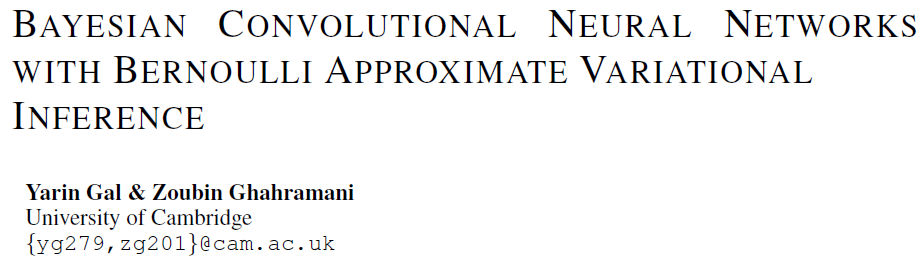 BAYESIAN CONVOLUTIONAL NEURAL NETWORKS
WITH BERNOULLI APPROXIMATE VARIATIONAL
INFERENCE
Yarin Gal & Zoubin Ghahramani
University of Cambridge
{yg279,zg201}@cam.ac.uk